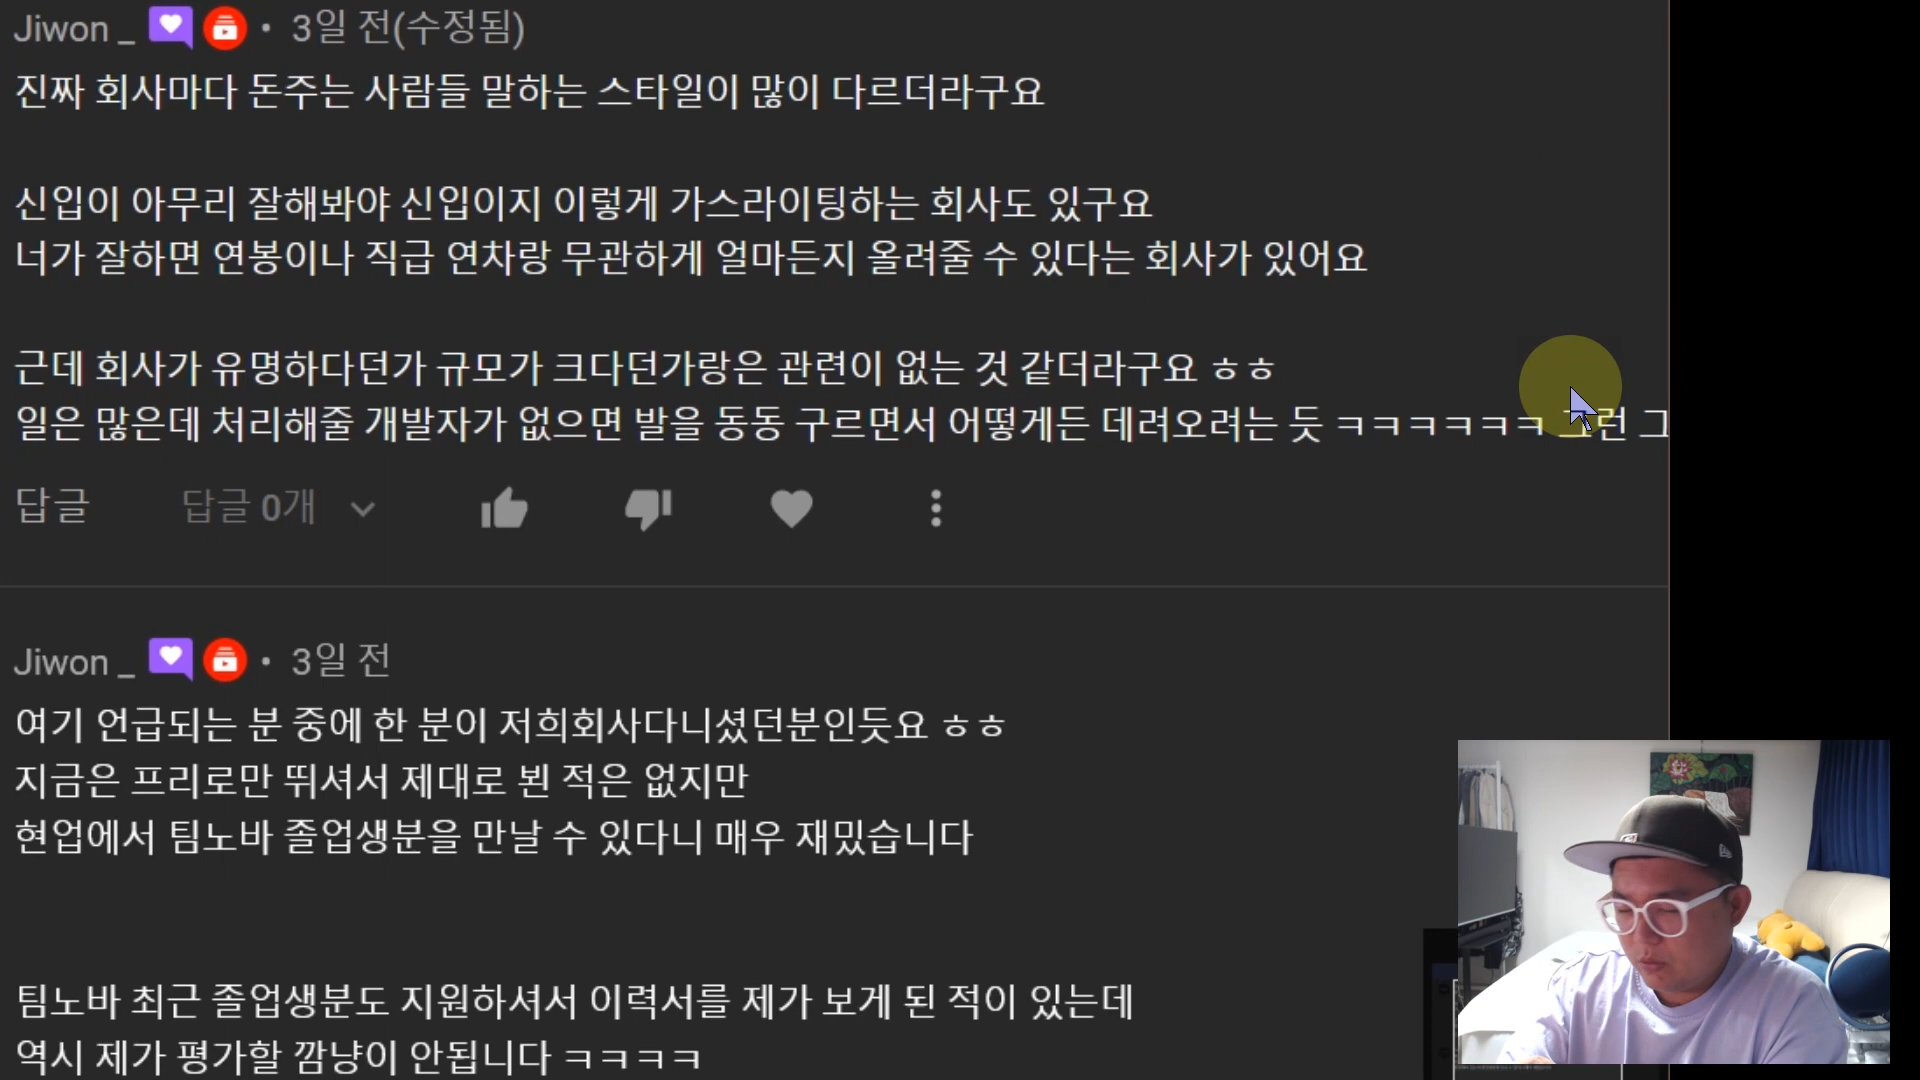 Jiwon _ • 3일 전(수정됨)
진짜 회사마다 돈주는 사람들 말하는 스타일이 많이 다르더라구요
신입이 아무리 잘해봐야 신입이지 이렇게 가스라이팅하는 회사도 있구요
너가 잘하면 연봉이나 직급 연차랑 무관하게 얼마든지 올려줄 수 있다는 회사가 있어요
근데 회사가 유명하다던가 규모가 크다던가랑은 관련이 없는 것 같더라구요 ㅎㅎ
일은 많은데 처리해줄 개발자가 없으면 발을 동동 구르면서 어떻게든 데려오려는 듯 ㅋㅋㅋㅋㅋㅋ 그런 그
답글 답글 0개
Jiwon _ • 3일 전
여기 언급되는 분 중에 한 분이 저희회사다니셨던분인듯요 ㅎㅎ
지금은 프리로만 뛰셔서 제대로 뵌 적은 없지만
현업에서 팀노바 졸업생분을 만날 수 있다니 매우 재밌습니다
팀노바 최근 졸업생분도 지원하셔서 이력서를 제가 보게 된 적이 있는데
역시 제가 평가할 깜냥이 안됩니다 ㅋㅋㅋㅋ